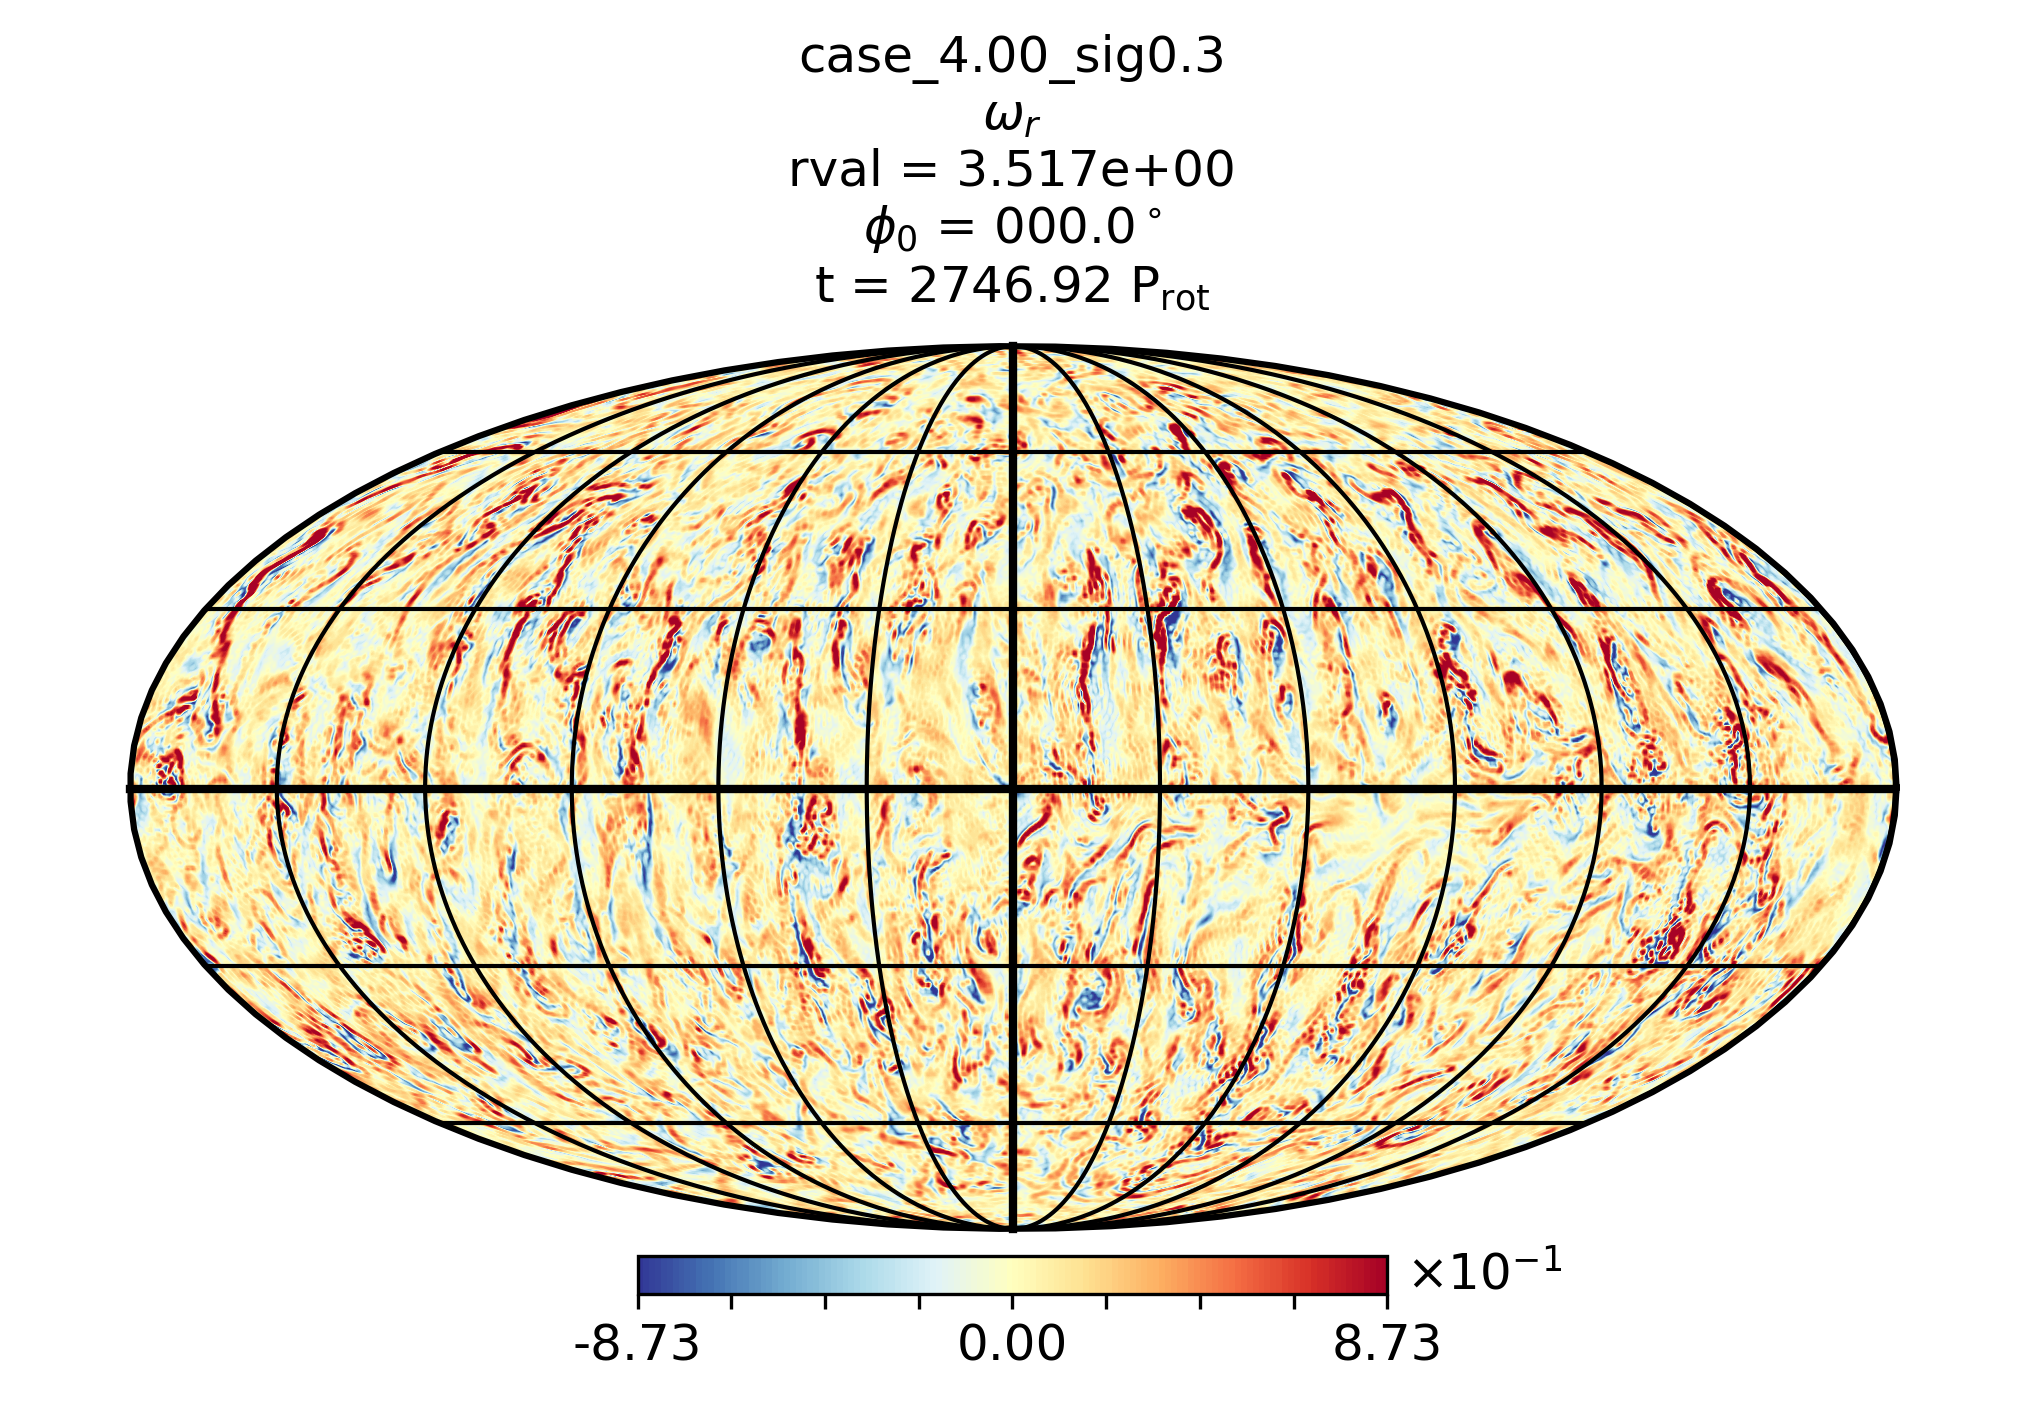 case_4.00_sig0.3
ω_r
rval = 3.517e+00
ϕ_0 = 000.0°
t = 2746.92 P_rot
×10^−1
-8.73 0.00 8.73